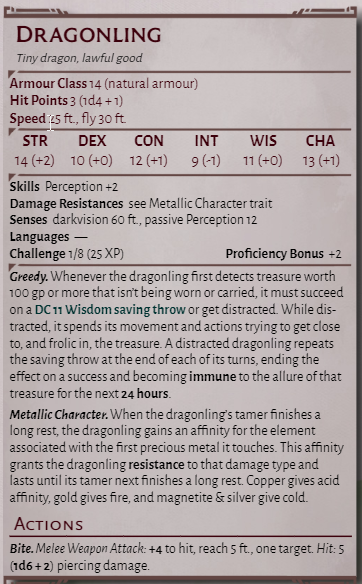 Dragonling
Tiny dragon, lawful good
Armour Class 14 (natural armour)
Hit Points 3 (1d4 + 1)
Speed ft., fly 30 ft.
STR DEX CON INT WIS CHA
14 (+2) 10 (+0) 12 (+1) 9 (-1) 11 (+0) 13 (+1)
Skills Perception +2
Damage Resistances see Metallic Character trait
Senses darkvision 60 ft., passive Perception 12
Languages —
Challenge 1/8 (25 XP) Proficiency Bonus +2
Greedy. Whenever the dragonling first detects treasure worth
100 gp or more that isn't being worn or carried, it must succeed
on a DC 11 Wisdom saving throw or get distracted. While dis-
tracted, it spends its movement and actions trying to get close
to, and frolic in, the treasure. A distracted dragonling repeats
the saving throw at the end of each of its turns, ending the
effect on a success and becoming immune to the allure of that
treasure for the next 24 hours.
Metallic Character. When the dragonling's tamer finishes a
long rest, the dragonling gains an affinity for the element
associated with the first precious metal it touches. This affinity
grants the dragonling resistance to that damage type and
lasts until its tamer next finishes a long rest. Copper gives acid
affinity, gold gives fire, and magnetite & silver give cold.
Actions
Bite. Melee Weapon Attack: +4 to hit, reach 5 ft., one target. Hit: 5
(1d6 + 2) piercing damage.